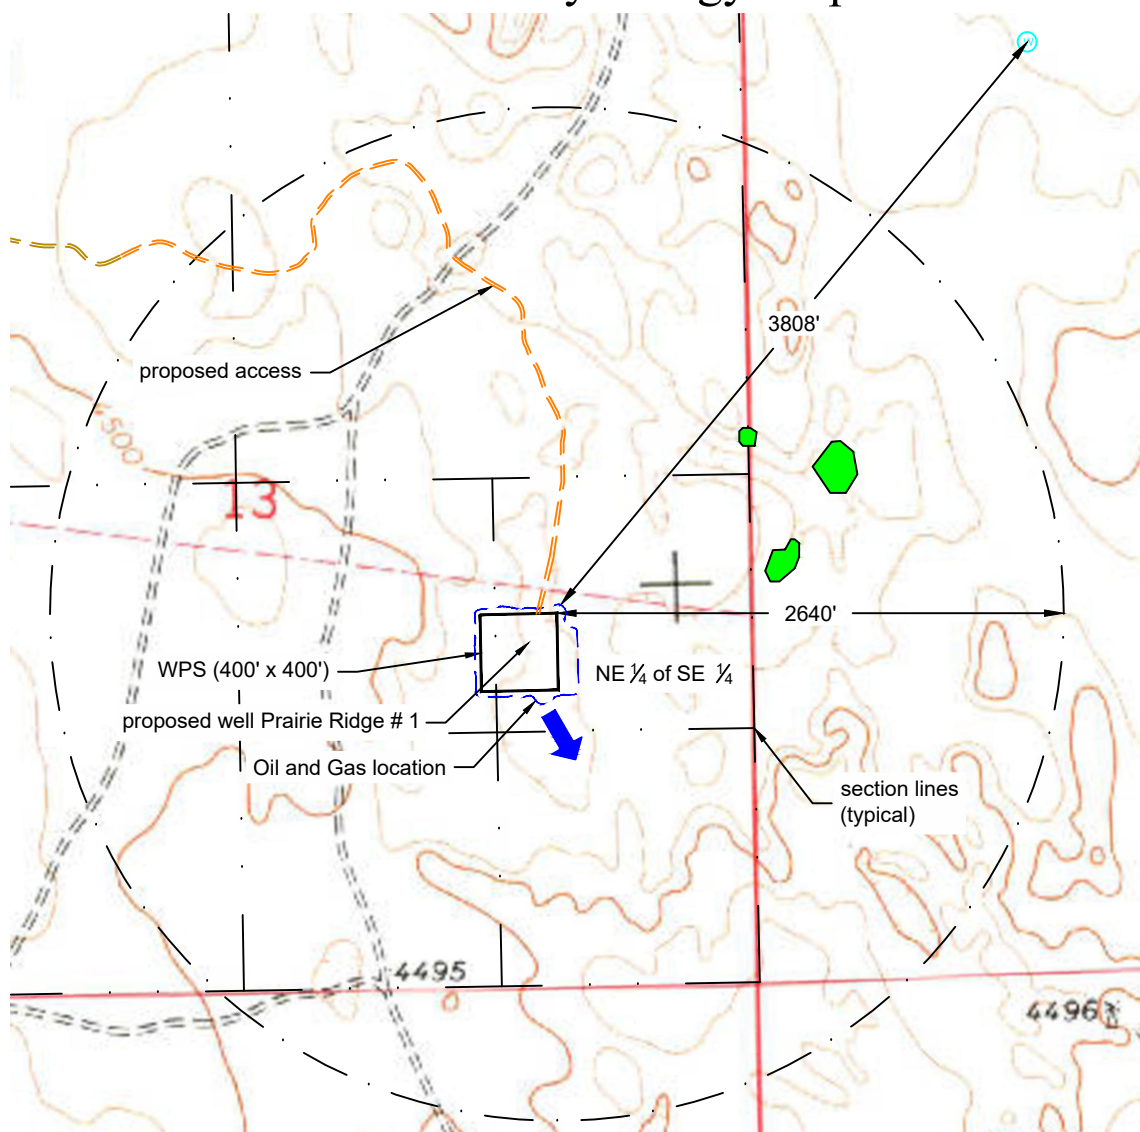 W
3808'
proposed access
4500
13
2640'
WPS (400' x 400')
NE 1/4 of SE 1/4
proposed well Prairie Ridge # 1
Oil and Gas location
section lines
(typical)
4495
4496